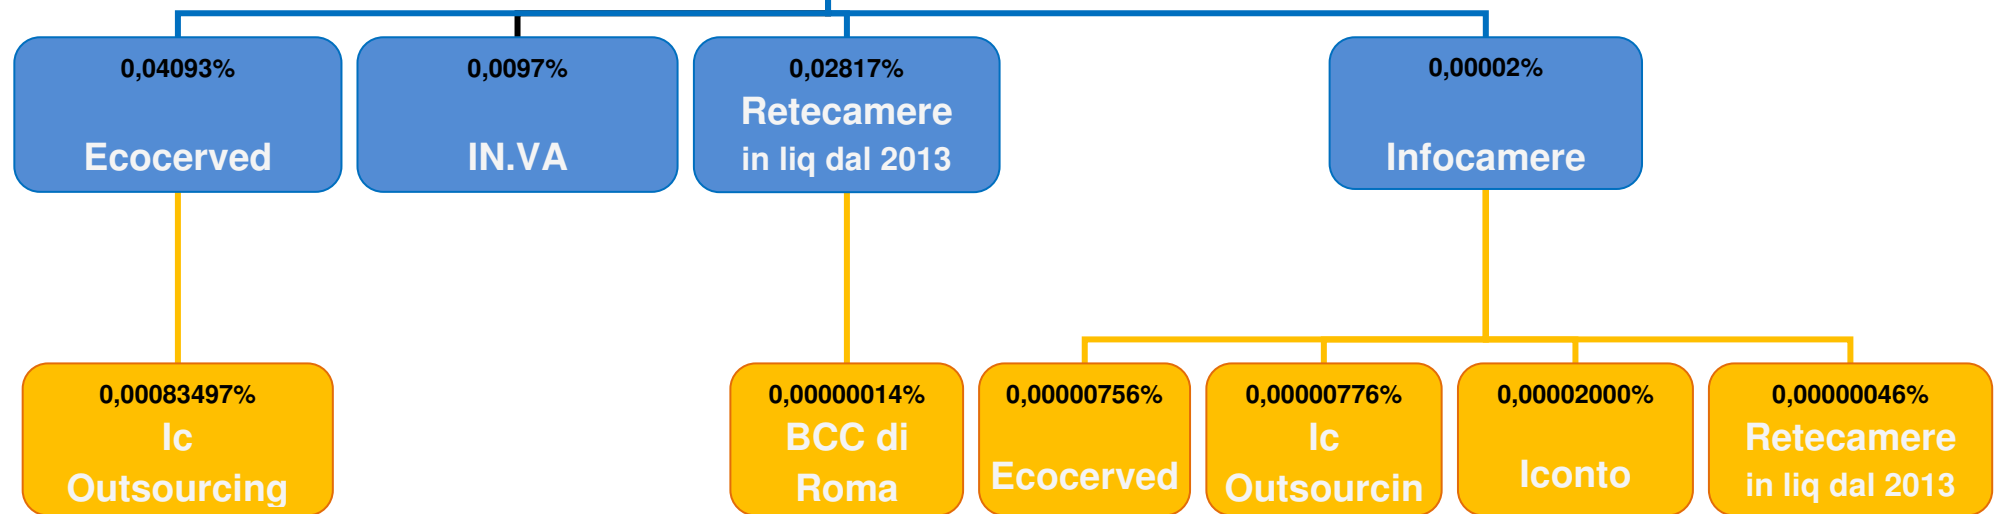 0,04093%
Ecocerved
0,0097%
IN.VA
0,02817%
Retecamere
in liq dal 2013
0,00002%
Infocamere
0,00083497%
Ic
Outsourcing
0,00000014%
BCC di
Roma
0,00000756%
Ecocerved
0,00000776%
Ic
Outsourcin
0,00002000%
Iconto
0,00000046%
Retecamere
in liq dal 2013